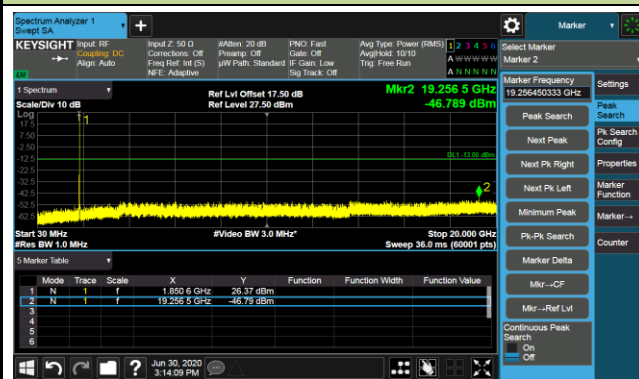 Spectrum Analyzer 1
Swept SA
+
Marker
KEYSIGHT
Input: RF
Coupling: DC
Align: Auto
Input Z: 50 Ω
Corrections: Off
Freq Ref: Int (S)
NFE: Adaptive
#Atten: 20 dB
Preamp: Off
µW Path: Standard
PNO: Fast
Gate: Off
IF Gain: Low
Sig Track: Off
Avg Type: Power (RMS)
Avg|Hold: 10/10
Trig: Free Run
1 2 3 4 5 6
A W W W W W
A N N N N N
LXI
Select Marker
Marker 2
1 Spectrum
Scale/Div 10 dB
Ref Lvl Offset 17.50 dB
Ref Level 27.50 dBm
Mkr2 19.256 5 GHz
-46.789 dBm
Log
17.5
7.50
-2.50
-12.5
-22.5
-32.5
-42.5
-52.5
-62.5
1
DL1 -13.00 dBm
2
Start 30 MHz
#Video BW 3.0 MHz*
Stop 20.000 GHz
#Res BW 1.0 MHz
Sweep 36.0 ms (60001 pts)
5 Marker Table
Mode Trace Scale X Y Function Function Width Function Value
1 N 1 f 1.850 6 GHz 26.37 dBm
2 N 1 f 19.256 5 GHz -46.79 dBm
3
4
5
6
Marker Frequency
19.256450333 GHz
Peak Search
Next Peak
Next Pk Right
Next Pk Left
Minimum Peak
Pk-Pk Search
Marker Delta
Mkr→CF
Mkr→Ref Lvl
Continuous Peak
Search
On
Off
Settings
Peak
Search
Pk Search
Config
Properties
Marker
Function
Marker→
Counter
?
Jun 30, 2020
3:14:09 PM